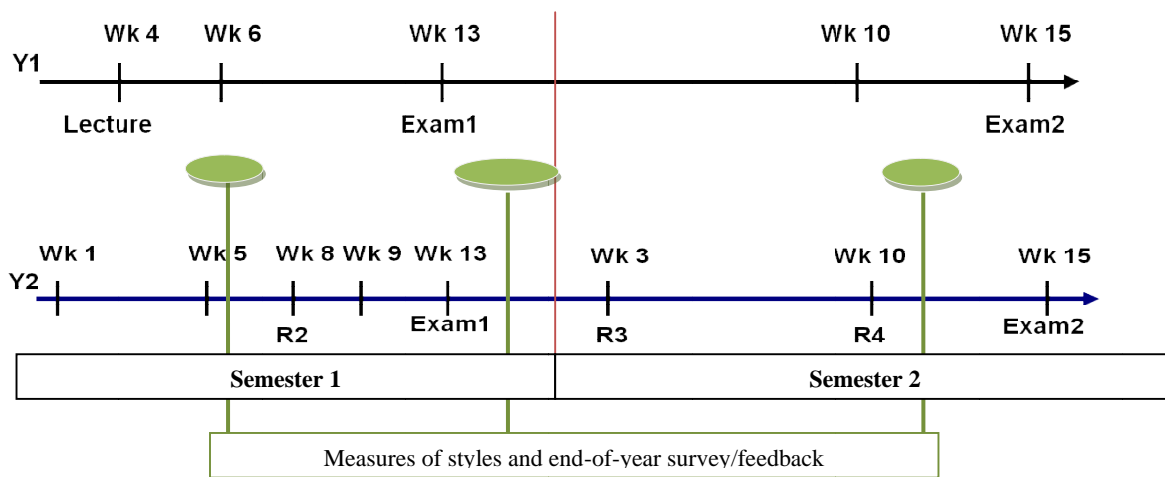 Wk 4 Wk 6 Wk 13 Wk 10 Wk 15
Y1
Lecture Exam1 Exam2
Wk 1 Wk 5 Wk 8 Wk 9 Wk 13 Wk 3 Wk 10 Wk 15
Y2
R2 Exam1 R3 R4 Exam2
Semester 1 Semester 2
Measures of styles and end-of-year survey/feedback